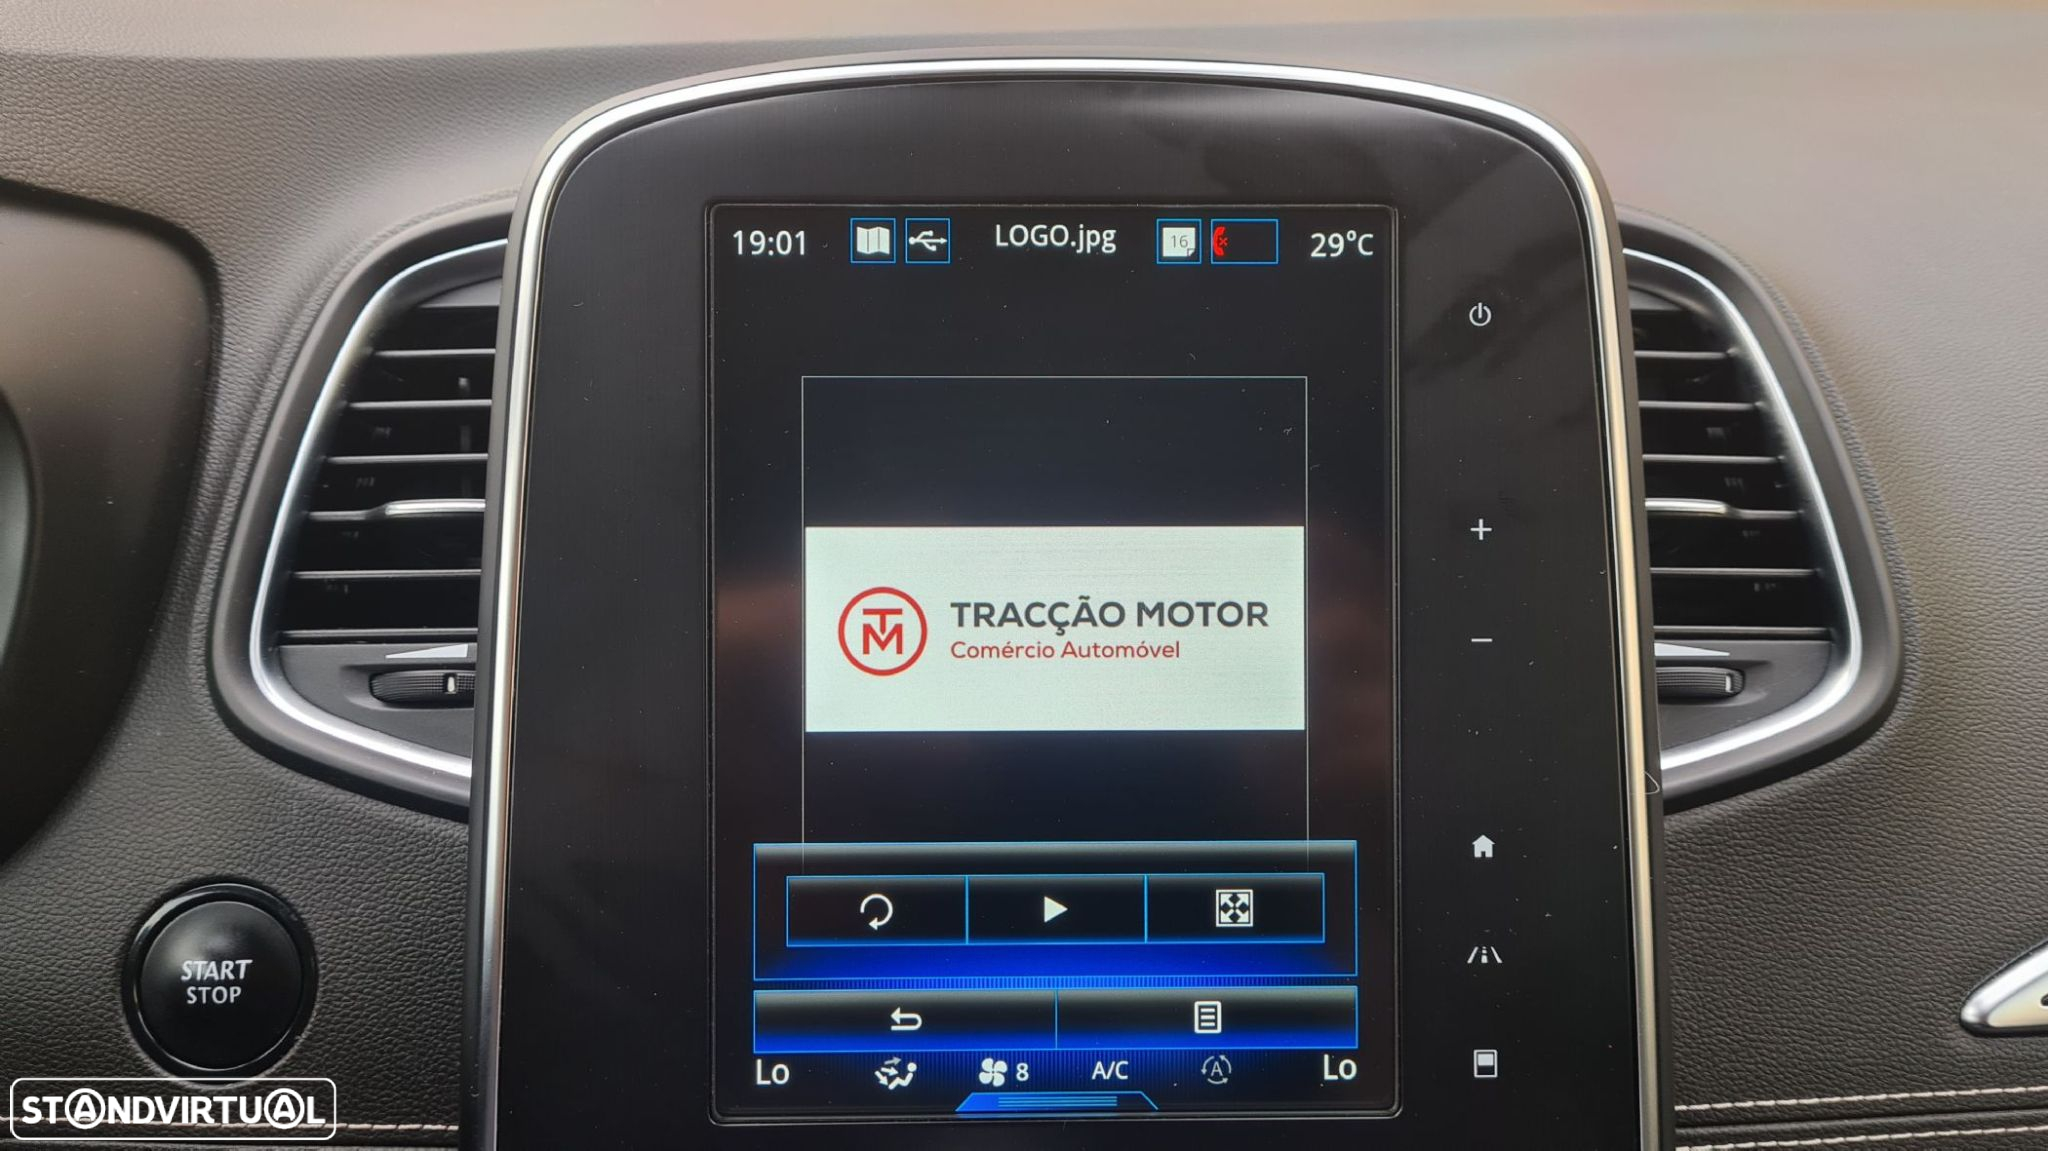 19:01 LOGO.jpg 16 29°C
TM TRACÇÃO MOTOR
Comércio Automóvel
START
STOP
Lo 8 A/C A Lo
STANDVIRTUAL